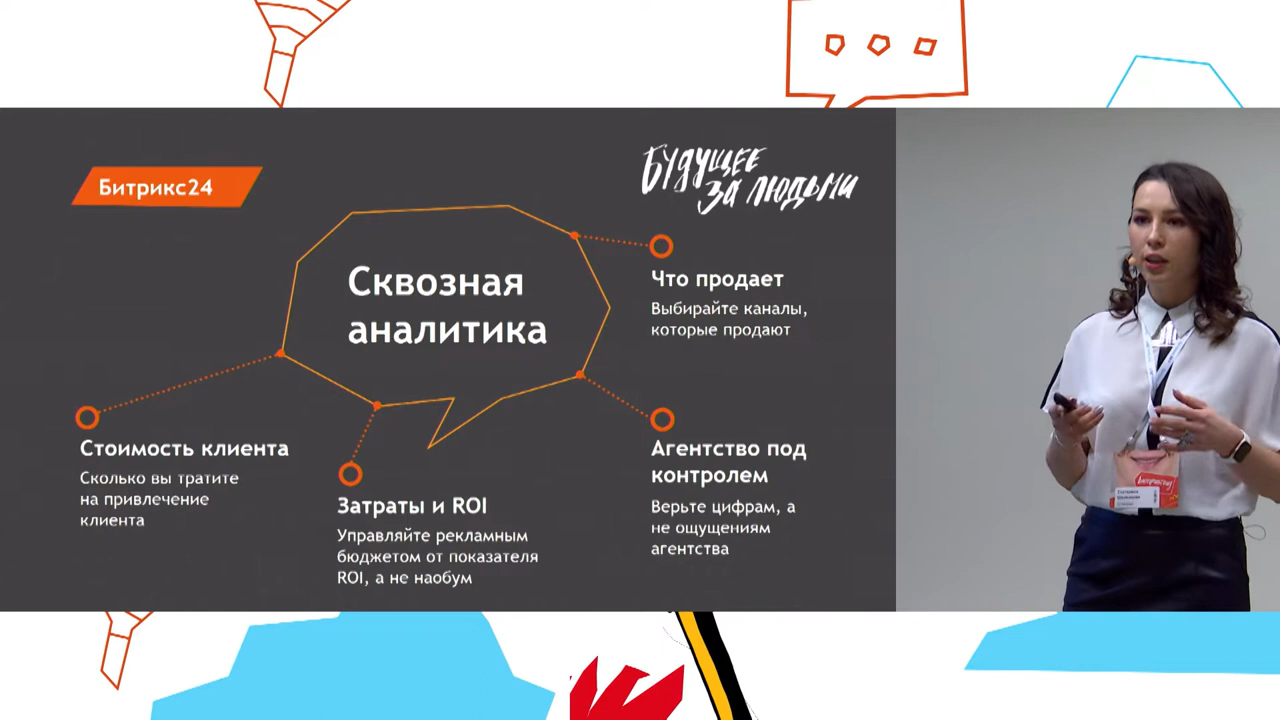 Битрикс24
Будущее
за людьми
Сквозная
аналитика
Что продает
Выбирайте каналы,
которые продают
Стоимость клиента
Сколько вы тратите
на привлечение
клиента
Затраты и ROI
Управляйте рекламным
бюджетом от показателя
ROI, а не наобум
Агентство под
контролем
Верьте цифрам, а
не ощущениям
агентства